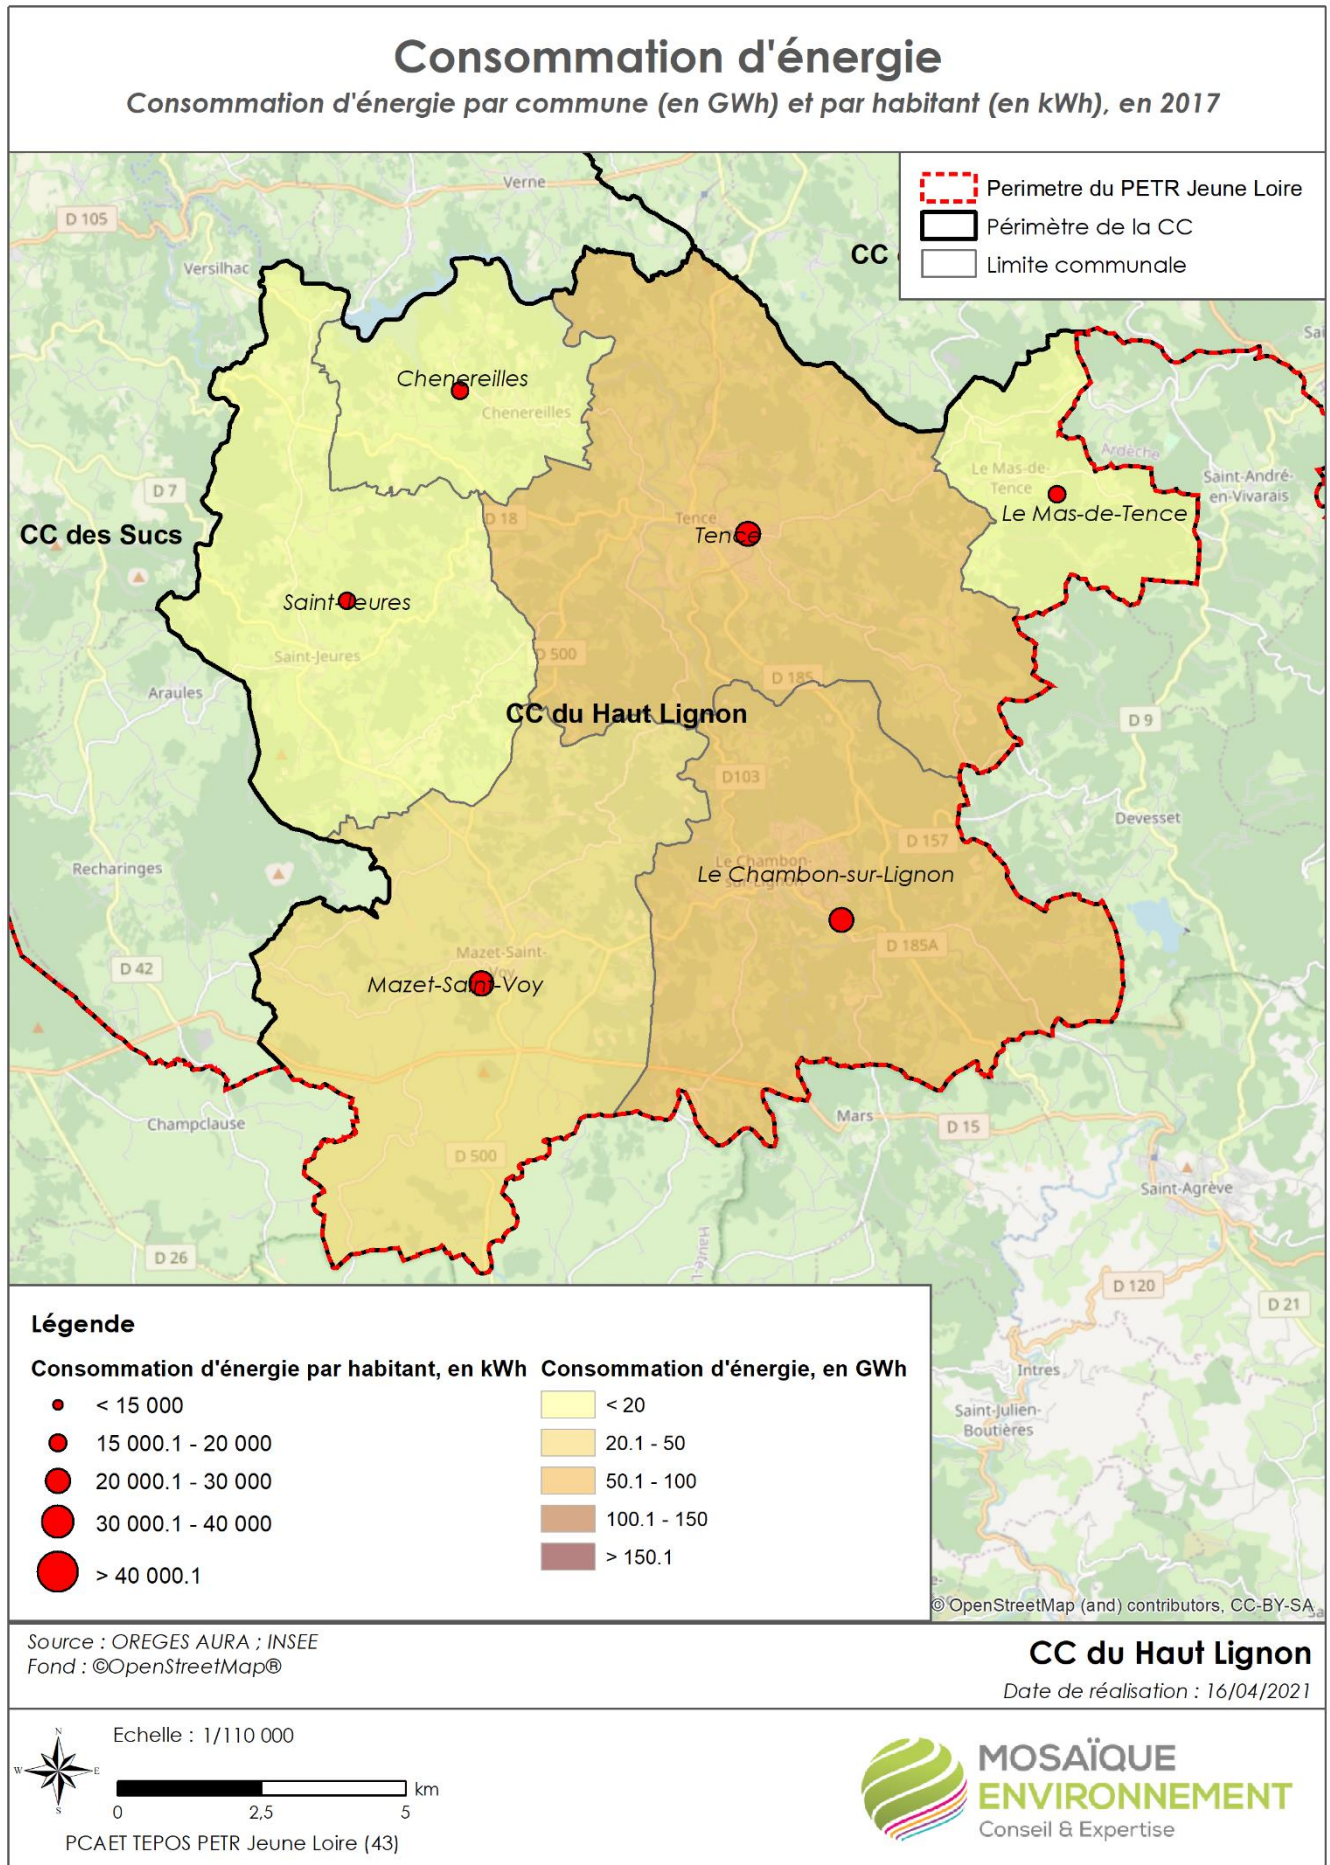 Consommation d'énergie
Consommation d'énergie par commune (en GWh) et par habitant (en kWh), en 2017
Perimetre du PETR Jeune Loire
Périmètre de la CC
Limite communale
Verne
D 105
Versilhac
CC
Chenereilles
Chenereilles
Ardèche
Saint-André-
en-Vivarais
Le Mas-de-
Tence
Le Mas-de-Tence
D 7
D 18
Tence
Tence
CC des Sucs
Saint-Jeures
Saint-Jeures
D 500
D 185
Araules
CC du Haut Lignon
D 9
D103
Devesset
D 157
Recharinges
Le Chambon-
sur-Lignon
Le Chambon-sur-Lignon
D 185A
Mazet-Saint-
Voy
Mazet-Saint-Voy
D 42
Champclause
Mars
D 15
D 500
Saint-Agrève
D 26
Haute-L
D 120
D 21
Intres
Saint-Julien-
Boutières
Légende
Consommation d'énergie par habitant, en kWh
< 15 000
15 000.1 - 20 000
20 000.1 - 30 000
30 000.1 - 40 000
> 40 000.1
Consommation d'énergie, en GWh
< 20
20.1 - 50
50.1 - 100
100.1 - 150
> 150.1
© OpenStreetMap (and) contributors, CC-BY-SA
Source : OREGES AURA ; INSEE
Fond : ©OpenStreetMap®
CC du Haut Lignon
Date de réalisation : 16/04/2021
N
W E
S
Echelle : 1/110 000
km
0 2,5 5
PCAET TEPOS PETR Jeune Loire (43)
MOSAÏQUE
ENVIRONNEMENT
Conseil & Expertise